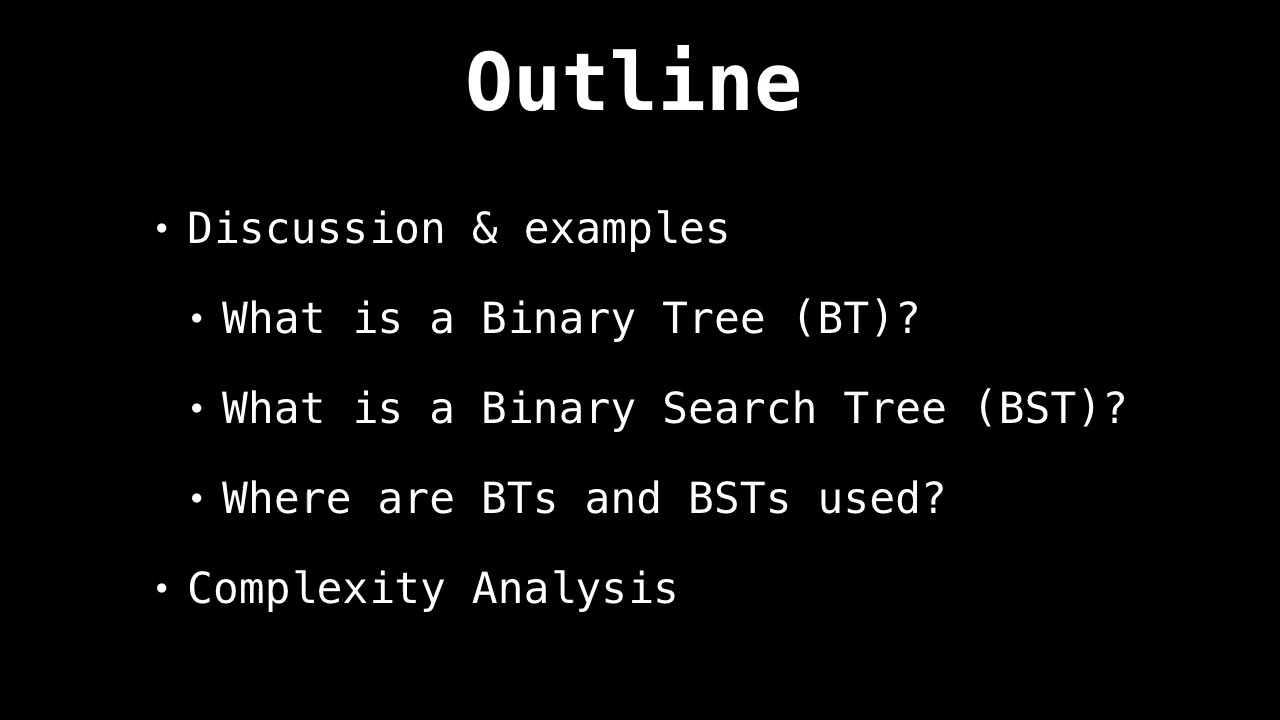 Outline
• Discussion & examples
• What is a Binary Tree (BT)?
• What is a Binary Search Tree (BST)?
• Where are BTs and BSTs used?
• Complexity Analysis